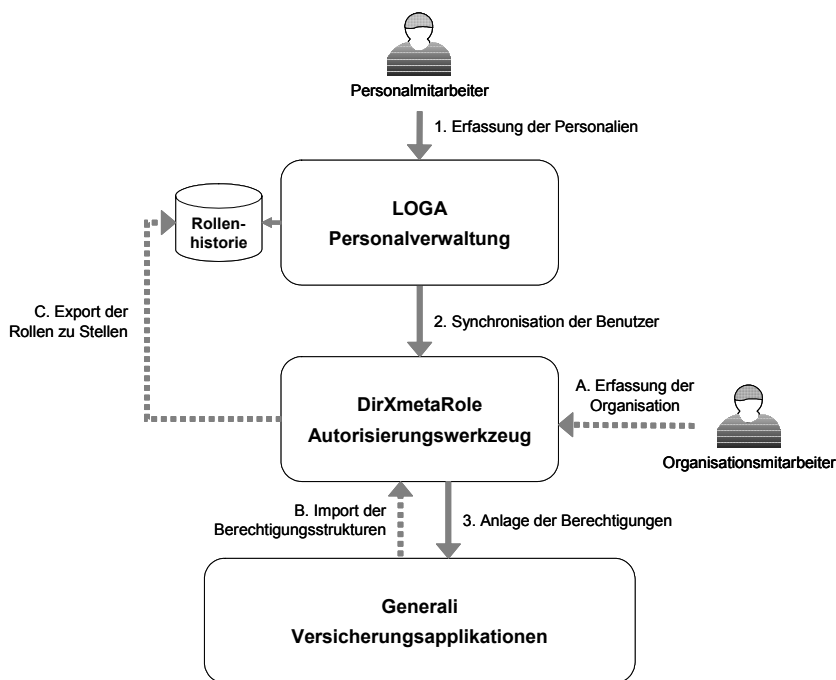 Personalmitarbeiter
1. Erfassung der Personalien
LOGA
Personalverwaltung
Rollen-
historie
2. Synchronisation der Benutzer
C. Export der
Rollen zu Stellen
DirXmetaRole
Autorisierungswerkzeug
A. Erfassung der
Organisation
Organisationsmitarbeiter
B. Import der
Berechtigungsstrukturen
3. Anlage der Berechtigungen
Generali
Versicherungsapplikationen